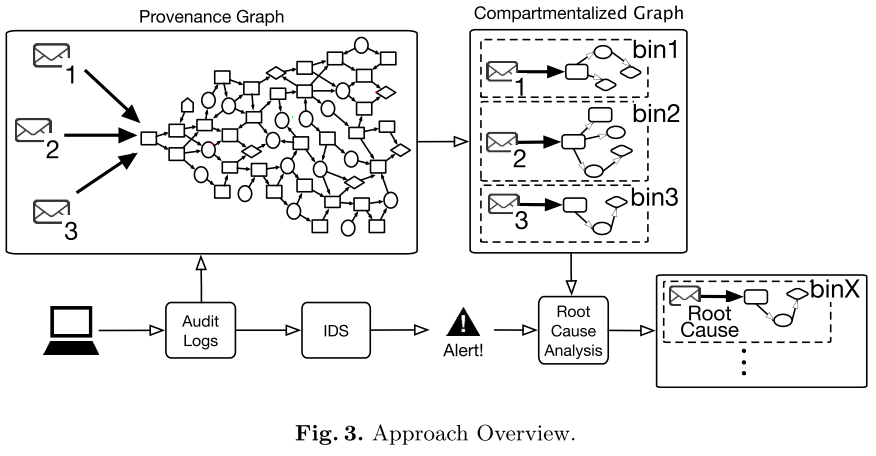 Provenance Graph
Compartmentalized Graph
1
2
3
bin1
1
bin2
2
bin3
3
Audit
Logs
IDS
Alert!
Root
Cause
Analysis
binX
Root
Cause
Fig. 3. Approach Overview.